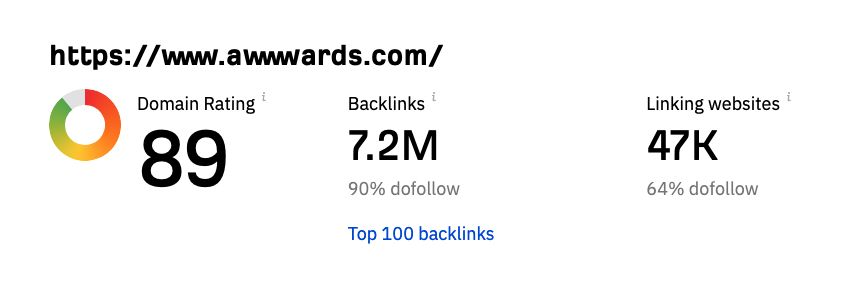 https://www.awwwards.com/
Domain Rating i
89
Backlinks i
7.2M
90% dofollow
Top 100 backlinks
Linking websites i
47K
64% dofollow